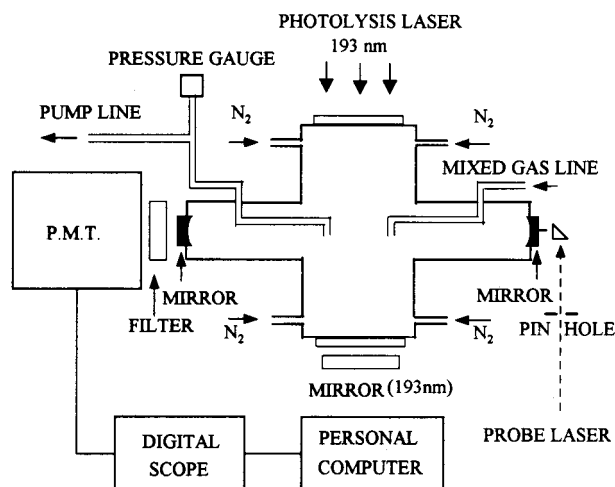 PHOTOLYSIS LASER
193 nm
PRESSURE GAUGE
PUMP LINE
N2
N2
MIXED GAS LINE
P.M.T.
MIRROR
FILTER
MIRROR
N2
N2
PIN HOLE
MIRROR (193nm)
PROBE LASER
DIGITAL
SCOPE
PERSONAL
COMPUTER